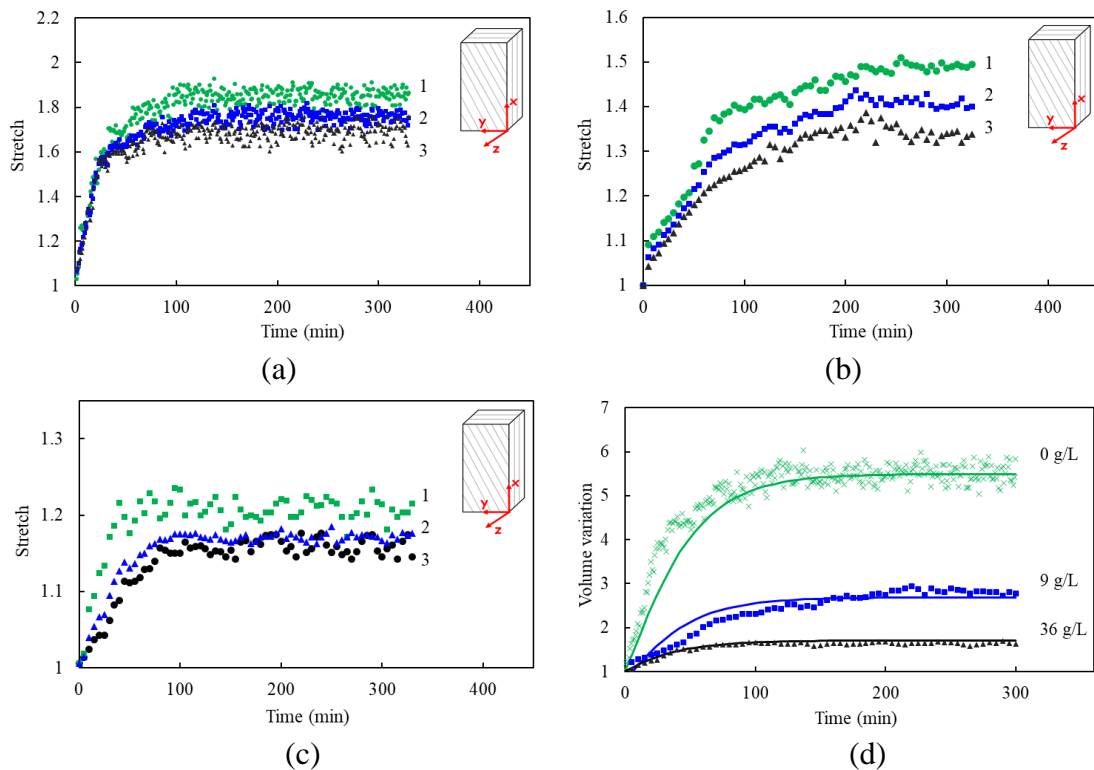 2.2
2
1.8
1.6
1.4
1.2
1
Stretch
0 100 200 300 400
Time (min)
1
2
3
x
y
z
(a)
1.6
1.5
1.4
1.3
1.2
1.1
1
Stretch
0 100 200 300 400
Time (min)
1
2
3
x
y
z
(b)
1.3
1.2
1.1
1
Stretch
0 100 200 300 400
Time (min)
1
2
3
x
y
z
(c)
7
6
5
4
3
2
1
Volume variation
0 100 200 300
Time (min)
0 g/L
9 g/L
36 g/L
(d)